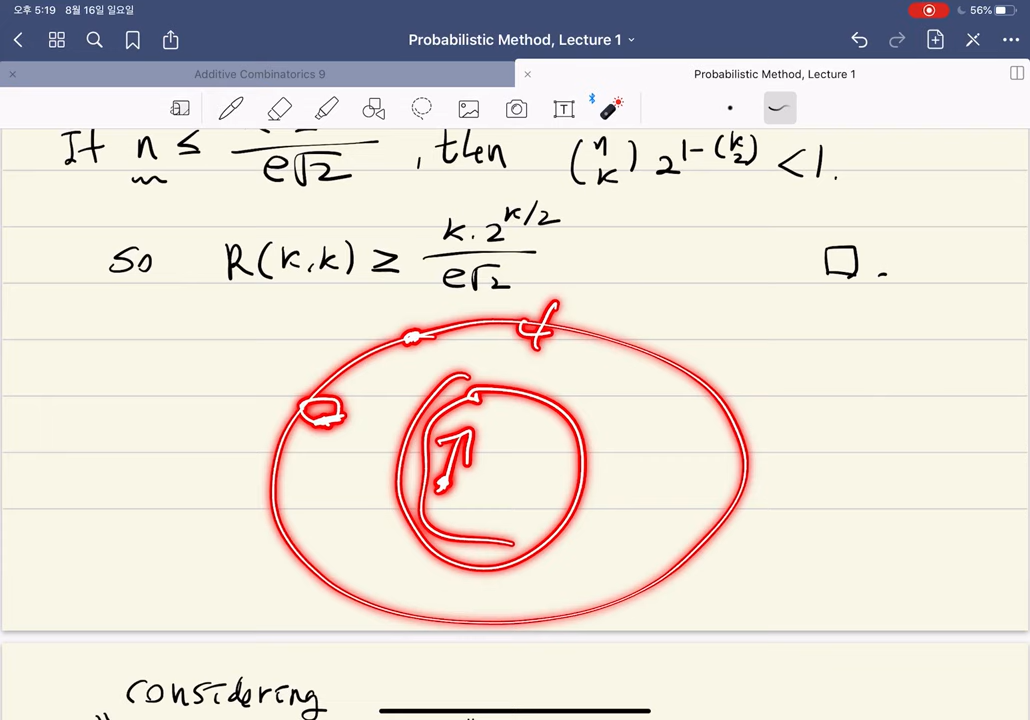 오후 5:19 8월 16일 일요일
56%
Probabilistic Method, Lecture 1
Additive Combinatorics 9
Probabilistic Method, Lecture 1
If n ≤ / e√2 , then (n k) 2^{1-(k 2)} < 1.
So R(k,k) ≥ k·2^{k/2} / e√2 □.
considering